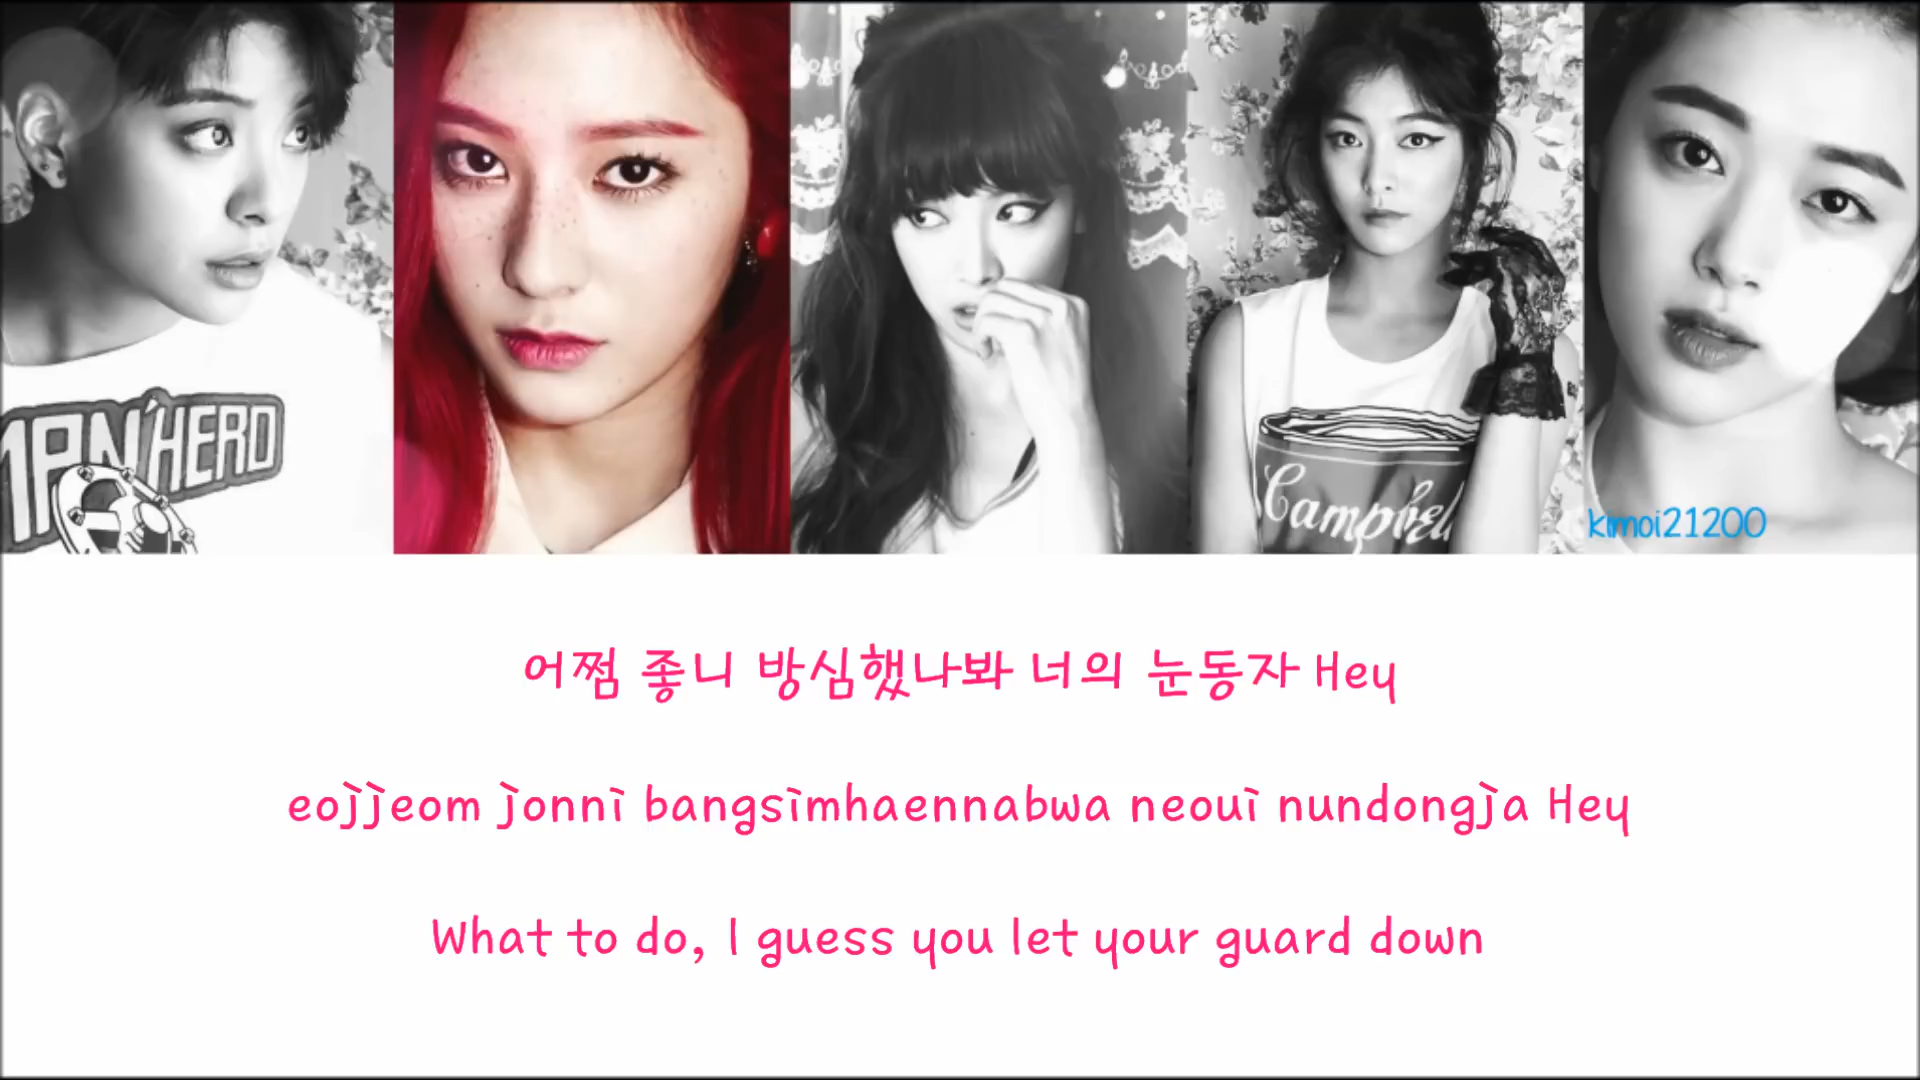 MAN'HERO
Campbell
kimoi21200
어쩜 좋니 방심했나봐 너의 눈동자 Hey
eojjeom jonni bangsimhaennabwa neoui nundongja Hey
What to do, I guess you let your guard down